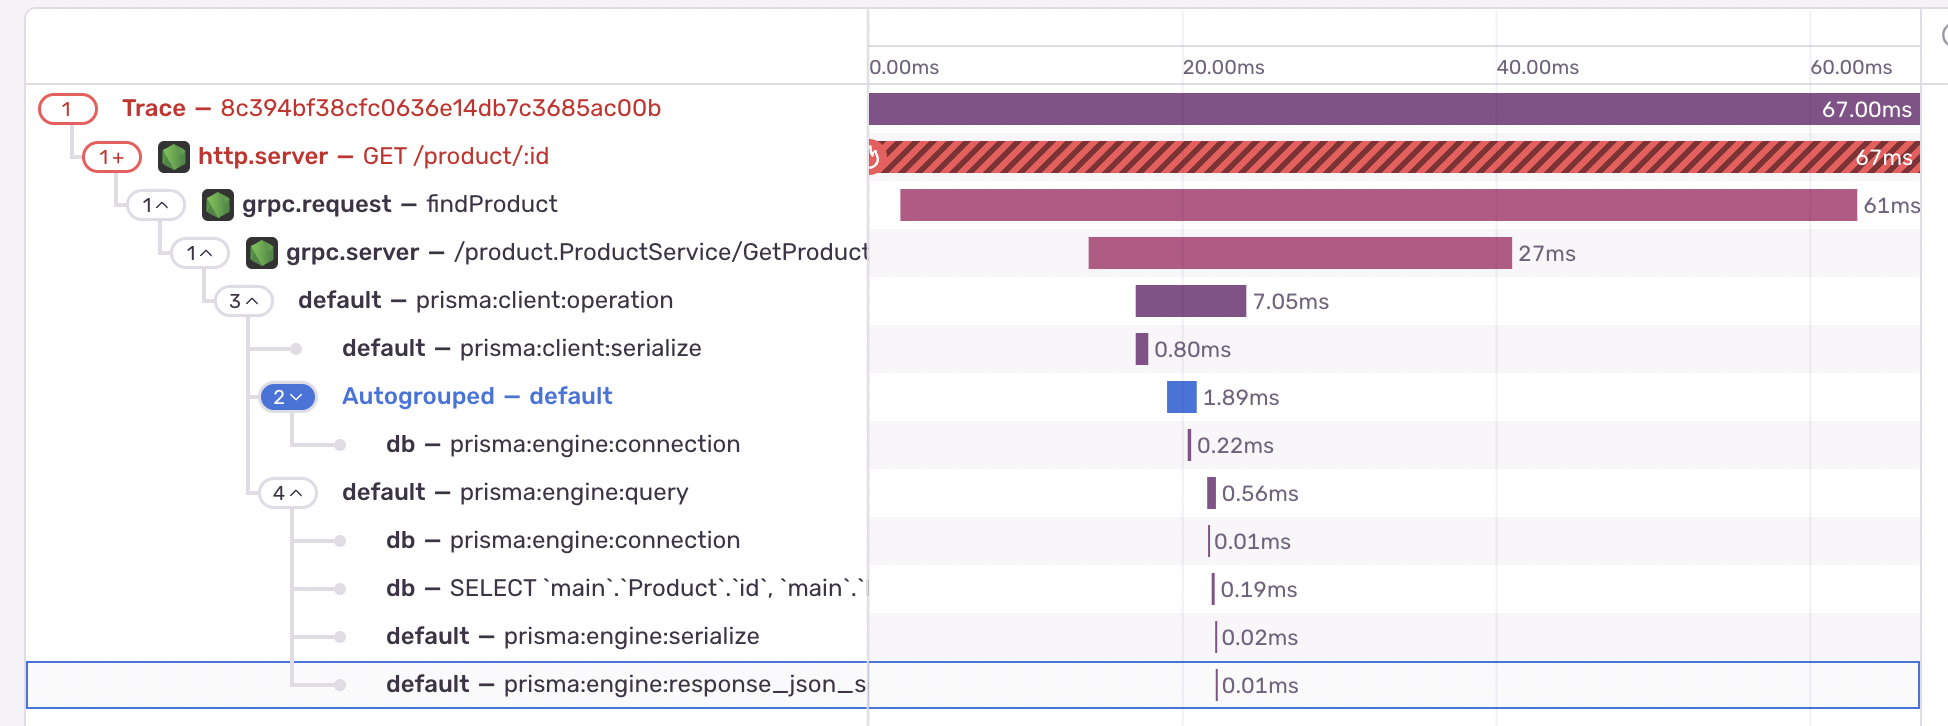 0.00ms 20.00ms 40.00ms 60.00ms
1 Trace — 8c394bf38cfc0636e14db7c3685ac00b 67.00ms
1+ http.server — GET /product/:id 67ms
1 grpc.request — findProduct 61ms
1 grpc.server — /product.ProductService/GetProduct 27ms
3 default — prisma:client:operation 7.05ms
default — prisma:client:serialize 0.80ms
2 Autogrouped — default 1.89ms
db — prisma:engine:connection 0.22ms
4 default — prisma:engine:query 0.56ms
db — prisma:engine:connection 0.01ms
db — SELECT `main`.`Product`.`id`, `main`.` 0.19ms
default — prisma:engine:serialize 0.02ms
default — prisma:engine:response_json_s 0.01ms